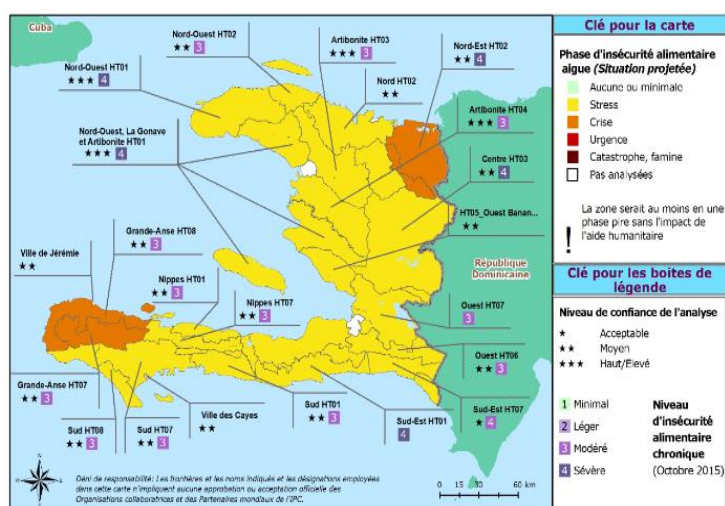 Cuba
Nord-Ouest HT02
★★ 3
Artibonite HT03
★★★ 3
Nord-Est HT02
★★ 4
Nord-Ouest HT01
★★★ 4
Nord HT02
★★
Artibonite HT04
★★★ 3
Nord-Ouest, La Gonave
et Artibonite HT01
★★★ 4
Centre HT03
★★ 4
HT05_Ouest Banan...
★★
Grande-Anse HT08
★★ 3
Ville de Jérémie
★★
République
Dominicaine
Nippes HT01
★★ 3
Nippes HT07
★★ 3
Ouest HT07
3
Ouest HT06
★★ 3
Grande-Anse HT07
★★ 3
Sud HT08
★★ 3
Sud HT07
★★ 3
Ville des Cayes
★★
Sud HT01
★★ 3
Sud-Est HT01
4
Sud-Est HT07
★ 4
Déni de responsabilité: Les frontières et les noms indiqués et les désignations employées
dans cette carte n'impliquent aucune approbation ou acceptation officielle des
Organisations collaboratrices et des Partenaires mondiaux de l'IPC.
0 15 30 60
km
Clé pour la carte
Phase d'insécurité alimentaire
aigue (Situation projetée)
Aucune ou minimale
Stress
Crise
Urgence
Catastrophe, famine
Pas analysées
! La zone serait au moins en une
phase pire sans l'impact de
l'aide humanitaire
Clé pour les boites de
légende
Niveau de confiance de l'analyse
★ Acceptable
★★ Moyen
★★★ Haut/Elevé
1 Minimal
2 Léger
3 Modéré
4 Sévère
Niveau
d'insécurité
alimentaire
chronique
(Octobre 2015)